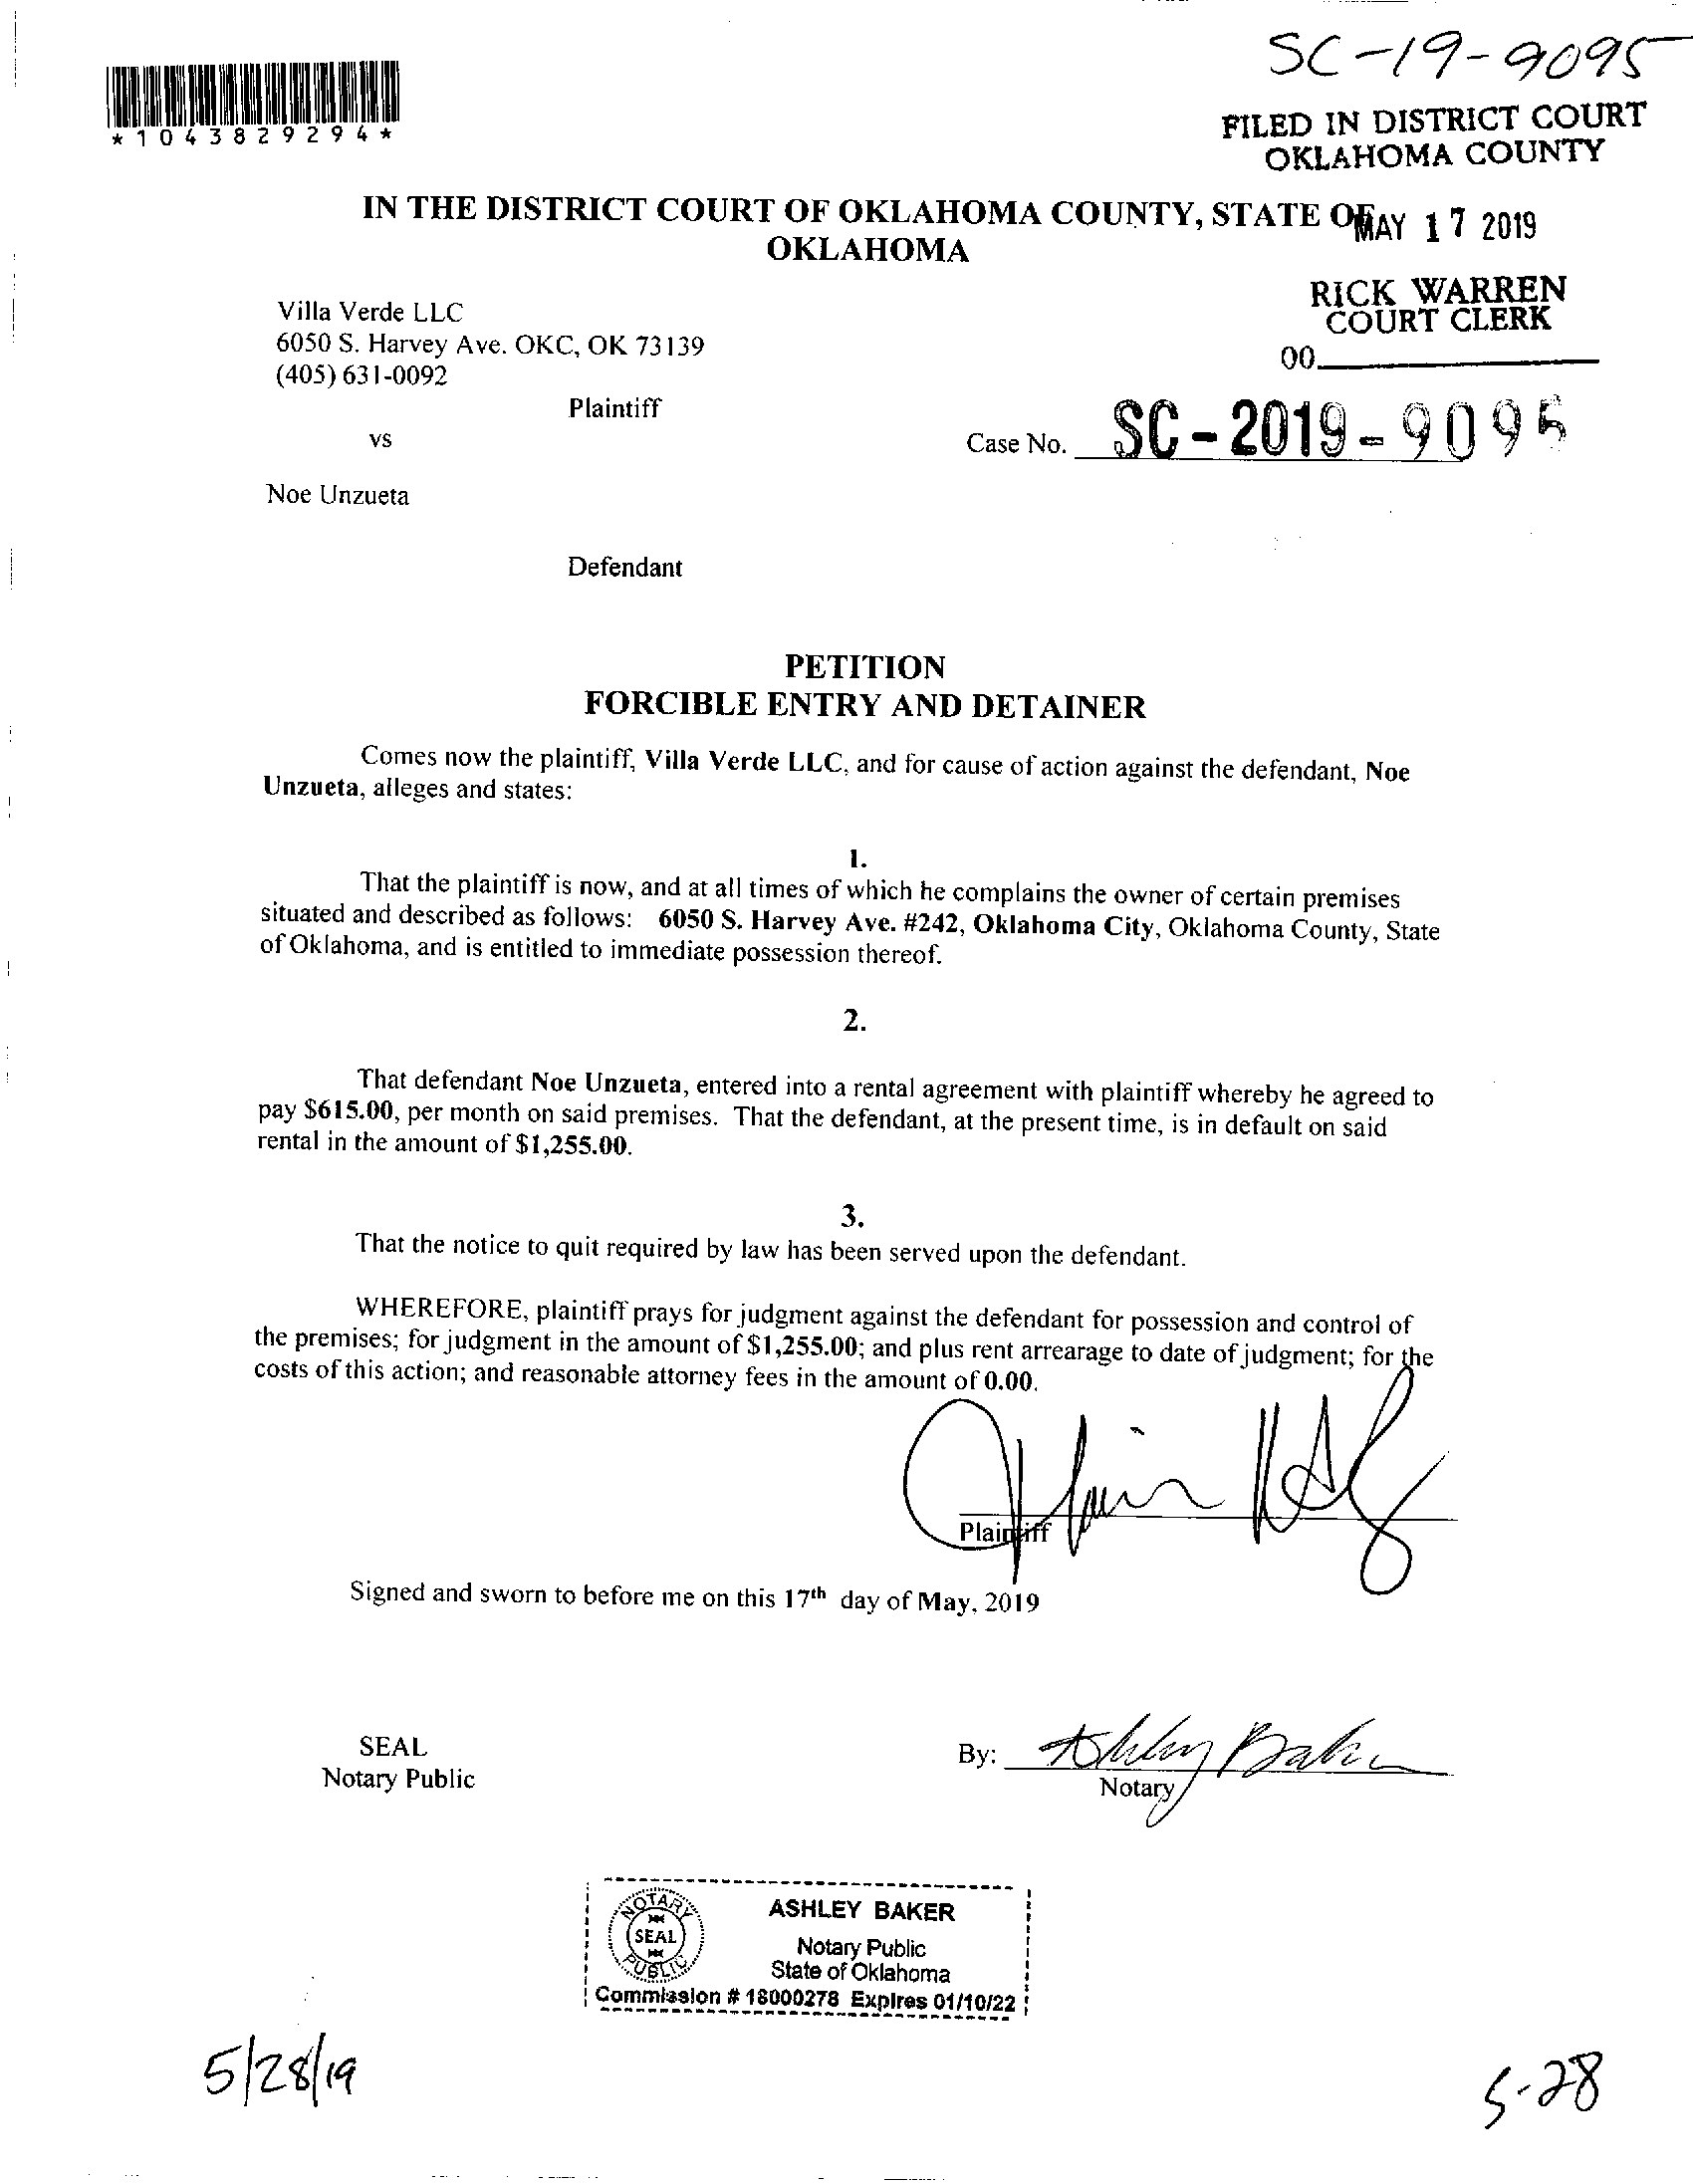 SC-19-9095
*1043829294*
FILED IN DISTRICT COURT
OKLAHOMA COUNTY
IN THE DISTRICT COURT OF OKLAHOMA COUNTY, STATE OF
MAY 17 2019
OKLAHOMA
RICK WARREN
COURT CLERK
00
Villa Verde LLC
6050 S. Harvey Ave. OKC, OK 73139
(405) 631-0092
Plaintiff
vs
Case No. SC-2019-9095
Noe Unzueta
Defendant
PETITION
FORCIBLE ENTRY AND DETAINER
Comes now the plaintiff, Villa Verde LLC, and for cause of action against the defendant, Noe
Unzueta, alleges and states:
1.
That the plaintiff is now, and at all times of which he complains the owner of certain premises
situated and described as follows: 6050 S. Harvey Ave. #242, Oklahoma City, Oklahoma County, State
of Oklahoma, and is entitled to immediate possession thereof.
2.
That defendant Noe Unzueta, entered into a rental agreement with plaintiff whereby he agreed to
pay $615.00, per month on said premises. That the defendant, at the present time, is in default on said
rental in the amount of $1,255.00.
3.
That the notice to quit required by law has been served upon the defendant.
WHEREFORE, plaintiff prays for judgment against the defendant for possession and control of
the premises; for judgment in the amount of $1,255.00; and plus rent arrearage to date of judgment; for the
costs of this action; and reasonable attorney fees in the amount of 0.00.
Plaintiff
Signed and sworn to before me on this 17th day of May, 2019
SEAL
Notary Public
By: Ashley Baker
Notary
NOTARY
SEAL
PUBLIC
ASHLEY BAKER
Notary Public
State of Oklahoma
Commission # 18000278 Expires 01/10/22
5/28/19
5-28